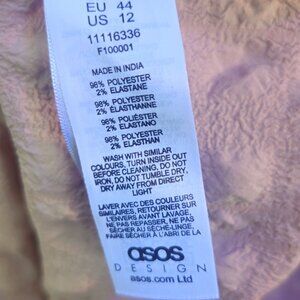 EU 44
US 12
11116336
F100001
MADE IN INDIA
98% POLYESTER
2% ELASTANE
98% POLYESTER
2% ELASTHANNE
98% POLIÉSTER
2% ELASTANO
98% POLYESTER
2% ELASTHAN
WASH WITH SIMILAR
COLOURS, TURN INSIDE OUT
BEFORE CLEANING. DO NOT
IRON, DO NOT TUMBLE DRY,
DRY AWAY FROM DIRECT
LIGHT
LAVER AVEC DES COULEURS
SIMILAIRES, RETOURNER SUR
L'ENVERS AVANT LAVAGE,
NE PAS REPASSER, NE PAS
SÉCHER AU SÈCHE-LINGE,
FAIRE SÉCHER À L'ABRI DE LA
asos
DESIGN
asos.com Ltd